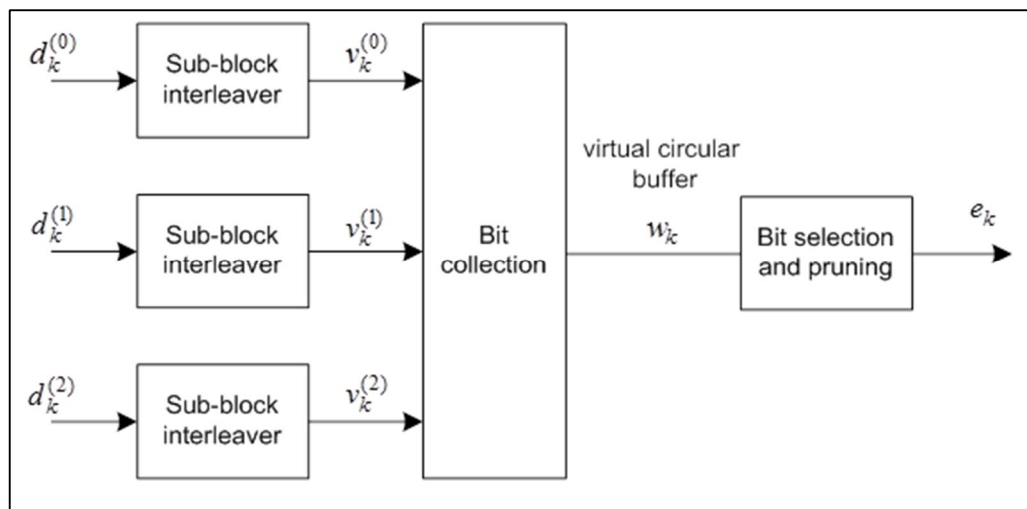 d_k^(0)
Sub-block
interleaver
v_k^(0)
d_k^(1)
Sub-block
interleaver
v_k^(1)
d_k^(2)
Sub-block
interleaver
v_k^(2)
Bit
collection
virtual circular
buffer
w_k
Bit selection
and pruning
e_k